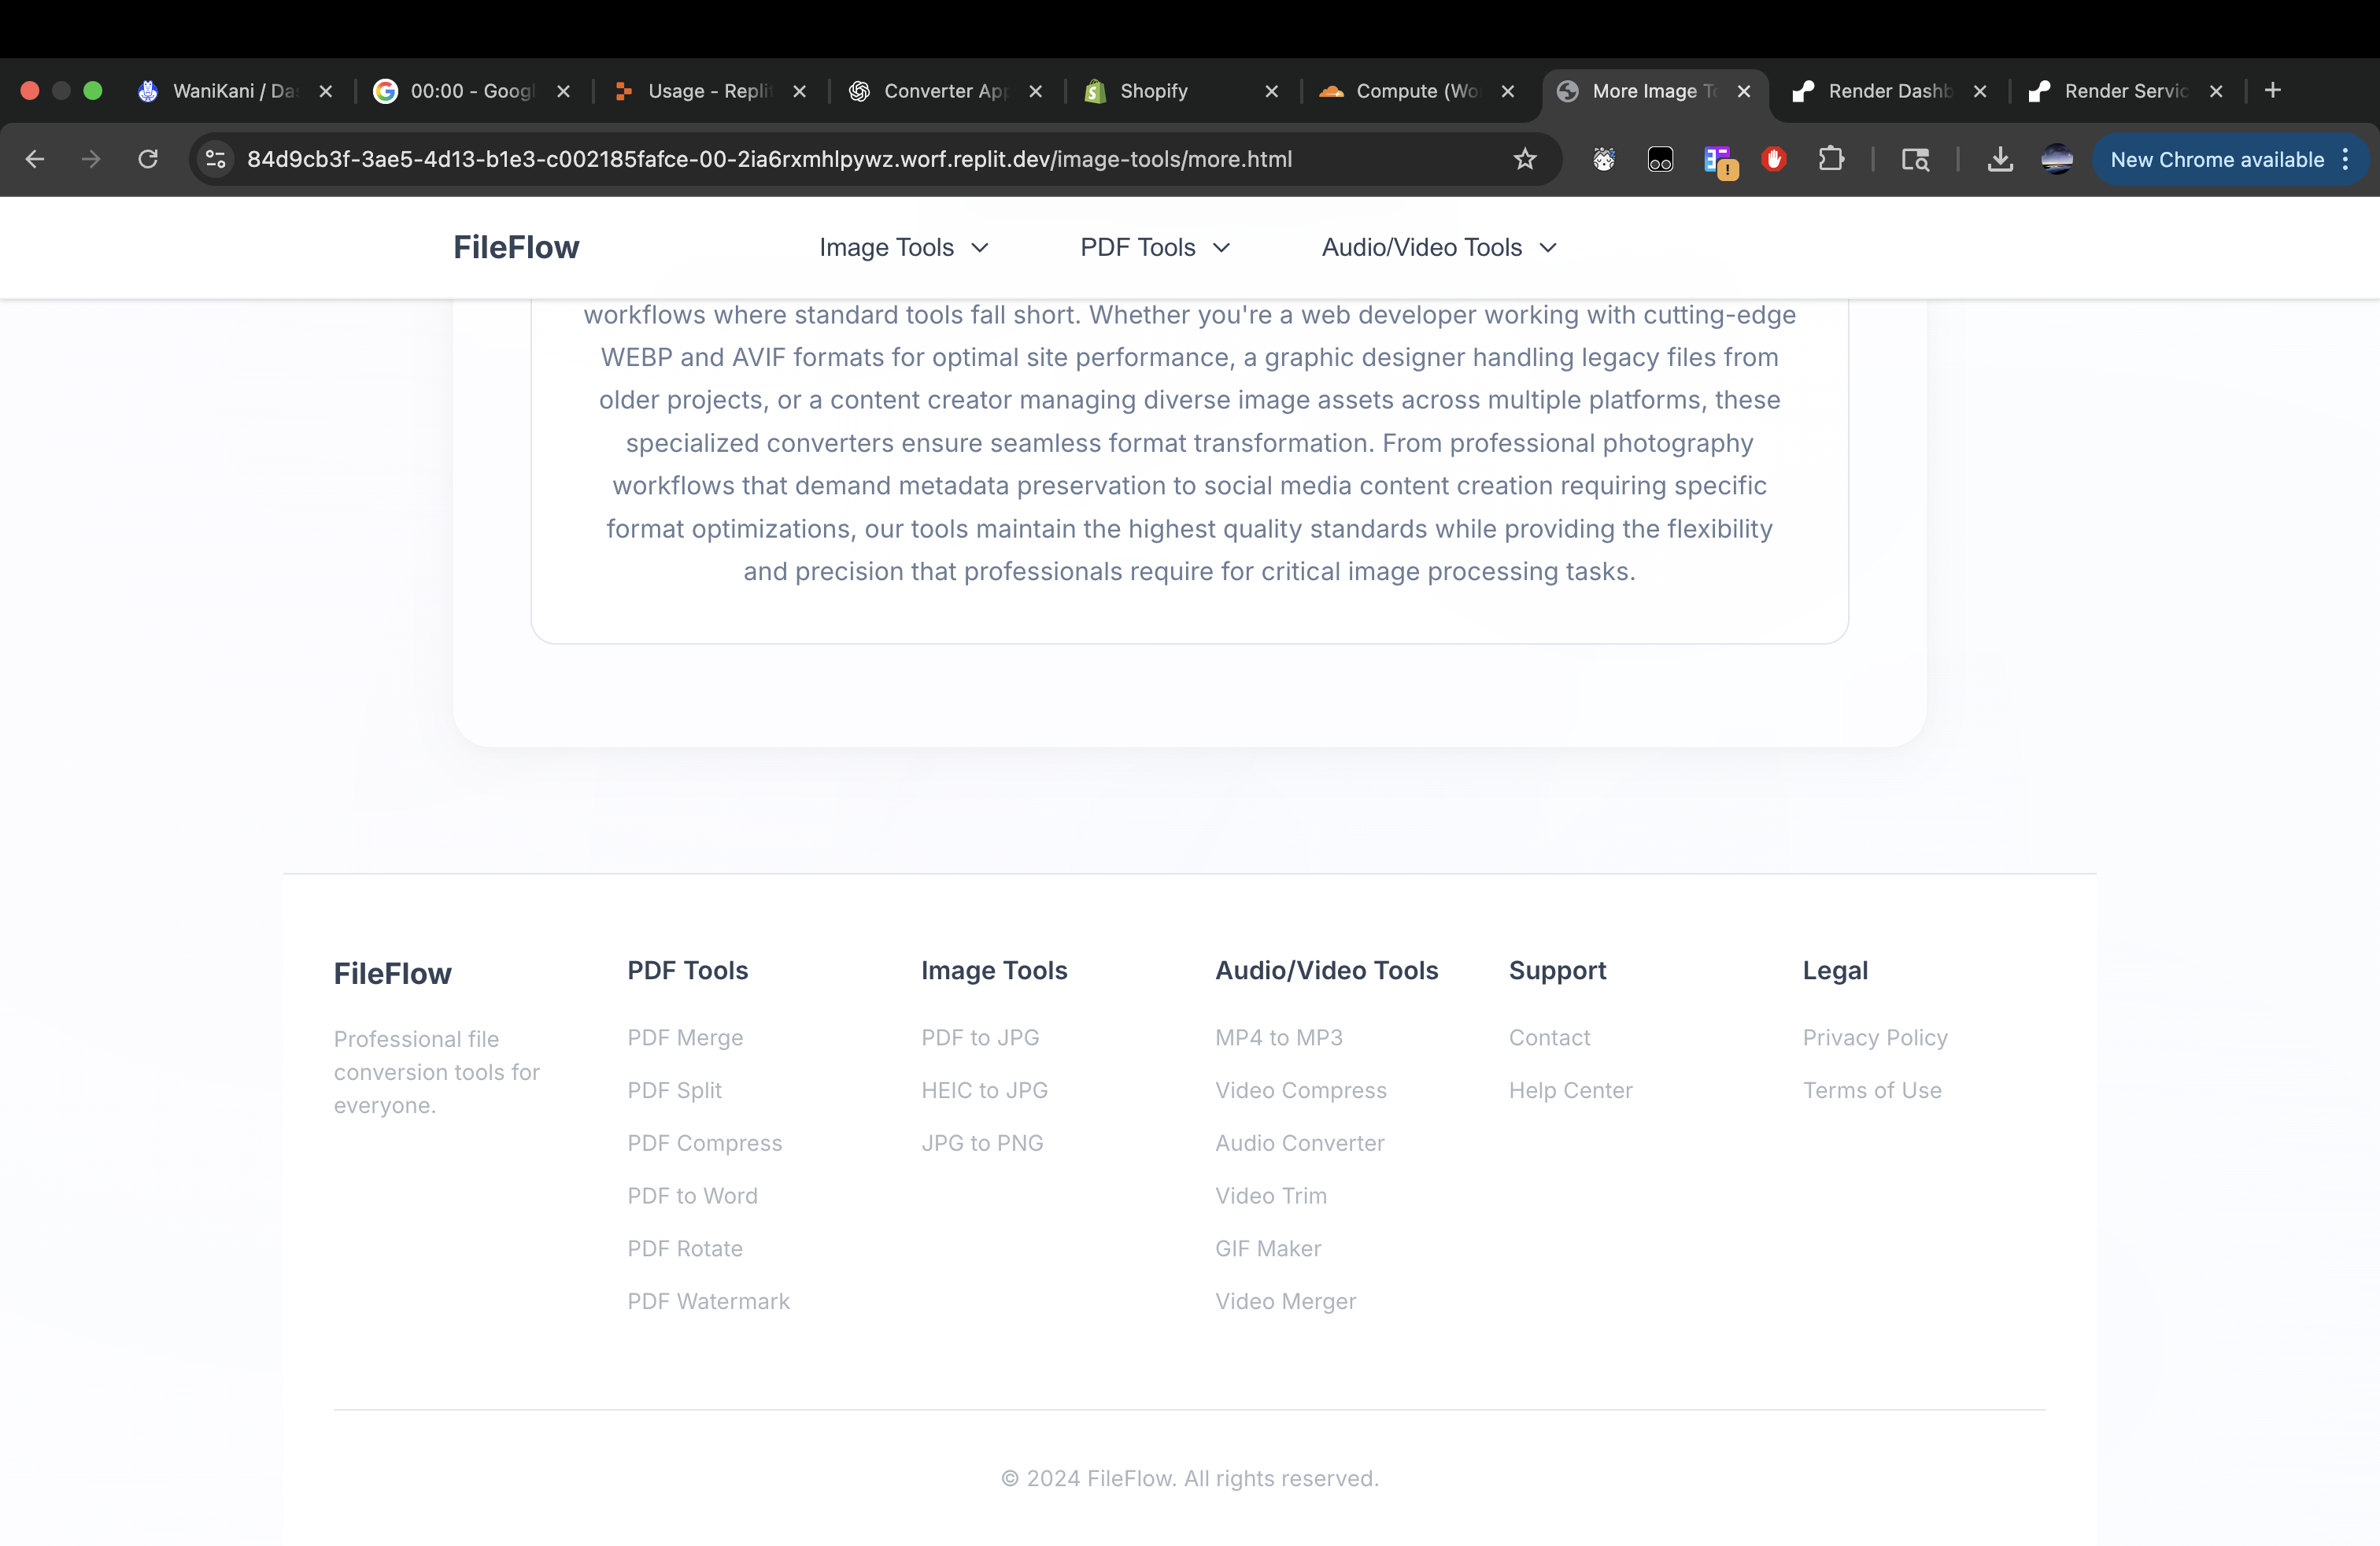 WaniKani / Da
00:00 - Googl
Usage - Replit
Converter App
Shopify
Compute (Wo
More Image To
Render Dashb
Render Servic
84d9cb3f-3ae5-4d13-b1e3-c002185fafce-00-2ia6rxmhlpywz.worf.replit.dev/image-tools/more.html
New Chrome available
FileFlow
Image Tools
PDF Tools
Audio/Video Tools
workflows where standard tools fall short. Whether you're a web developer working with cutting-edge
WEBP and AVIF formats for optimal site performance, a graphic designer handling legacy files from
older projects, or a content creator managing diverse image assets across multiple platforms, these
specialized converters ensure seamless format transformation. From professional photography
workflows that demand metadata preservation to social media content creation requiring specific
format optimizations, our tools maintain the highest quality standards while providing the flexibility
and precision that professionals require for critical image processing tasks.
FileFlow
Professional file
conversion tools for
everyone.
PDF Tools
PDF Merge
PDF Split
PDF Compress
PDF to Word
PDF Rotate
PDF Watermark
Image Tools
PDF to JPG
HEIC to JPG
JPG to PNG
Audio/Video Tools
MP4 to MP3
Video Compress
Audio Converter
Video Trim
GIF Maker
Video Merger
Support
Contact
Help Center
Legal
Privacy Policy
Terms of Use
© 2024 FileFlow. All rights reserved.